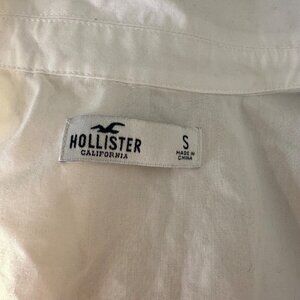 HOLLISTER
CALIFORNIA
S
MADE IN
CHINA